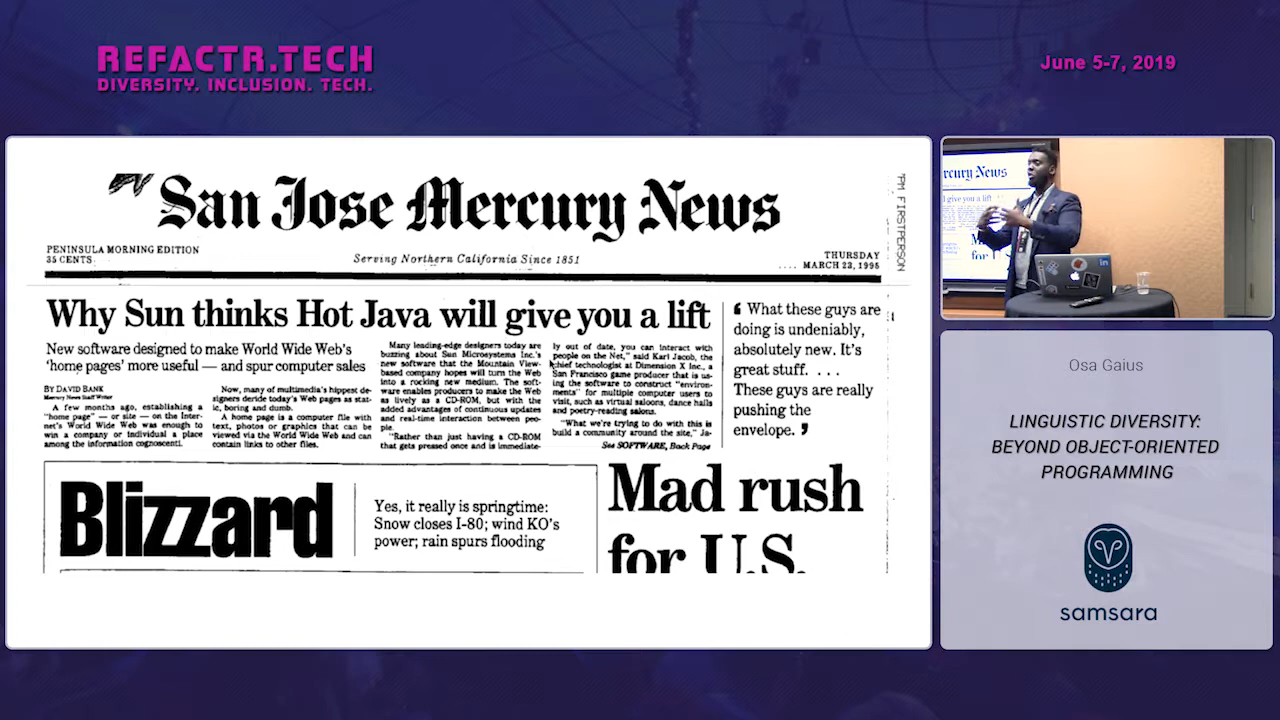 REFACTR.TECH
DIVERSITY. INCLUSION. TECH.
June 5-7, 2019
San Jose Mercury News
"PM FIRSTPERSON
PENINSULA MORNING EDITION
35 CENTS
Serving Northern California Since 1851
THURSDAY
MARCH 23, 1995
Why Sun thinks Hot Java will give you a lift
New software designed to make World Wide Web's
'home pages' more useful — and spur computer sales
BY DAVID BANK
Mercury News Staff Writer
A few months ago, establishing a
"home page" — or site — on the Inter-
net's World Wide Web was enough to
win a company or individual a place
among the information cognoscenti.
Now, many of multimedia's hippest de-
signers deride today's Web pages as stat-
ic, boring and dumb.
A home page is a computer file with
text, photos or graphics that can be
viewed via the World Wide Web and can
contain links to other files.
Many leading-edge designers today are
buzzing about Sun Microsystems Inc.'s
new software that the Mountain View-
based company hopes will turn the Web
into a rocking new medium. The soft-
ware enables producers to make the Web
as lively as a CD-ROM, but with the
added advantages of continuous updates
and real-time interaction between peo-
ple.
"Rather than just having a CD-ROM
that gets pressed once and is immediate-
ly out of date, you can interact with
people on the Net," said Karl Jacob, the
chief technologist at Dimension X Inc., a
San Francisco game producer that is us-
ing the software to construct "environ-
ments" for multiple computer users to
visit, such as virtual saloons, dance halls
and poetry-reading salons.
"What we're trying to do with this is
build a community around the site," Ja-
See SOFTWARE, Back Page
❛ What these guys are
doing is undeniably,
absolutely new. It's
great stuff. . . .
These guys are really
pushing the
envelope. ❜
Blizzard
Yes, it really is springtime:
Snow closes I-80; wind KO's
power; rain spurs flooding
Mad rush
for U.S.
rcury News
Osa Gaius
LINGUISTIC DIVERSITY:
BEYOND OBJECT-ORIENTED
PROGRAMMING
samsara